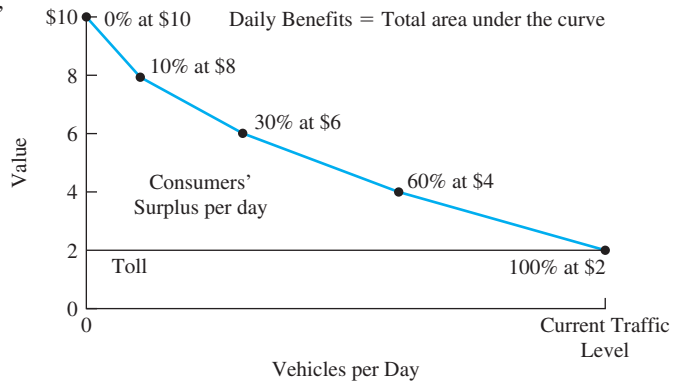 $10
0% at $10
Daily Benefits = Total area under the curve
10% at $8
8
30% at $6
6
Value
Consumers’
Surplus per day
60% at $4
4
2
Toll
100% at $2
0
0
Current Traffic
Level
Vehicles per Day